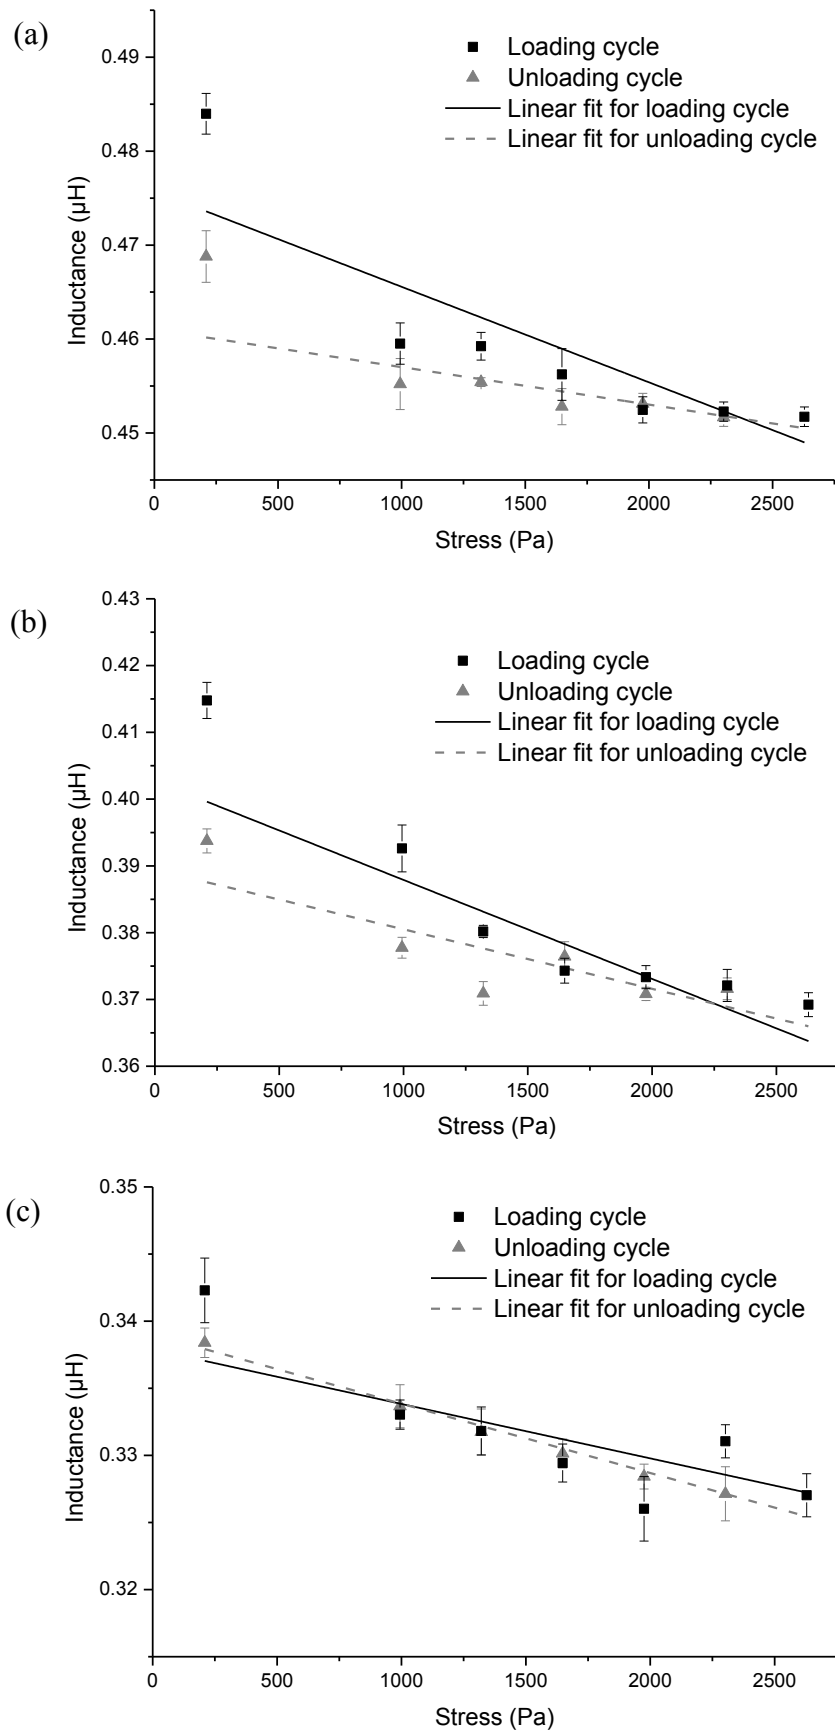 (a)
0.49
0.48
0.47
0.46
0.45
Inductance (µH)
Loading cycle
Unloading cycle
Linear fit for loading cycle
Linear fit for unloading cycle
0 500 1000 1500 2000 2500
Stress (Pa)
(b)
0.43
0.42
0.41
0.40
0.39
0.38
0.37
0.36
Inductance (µH)
Loading cycle
Unloading cycle
Linear fit for loading cycle
Linear fit for unloading cycle
0 500 1000 1500 2000 2500
Stress (Pa)
(c)
0.35
0.34
0.33
0.32
Inductance (µH)
Loading cycle
Unloading cycle
Linear fit for loading cycle
Linear fit for unloading cycle
0 500 1000 1500 2000 2500
Stress (Pa)